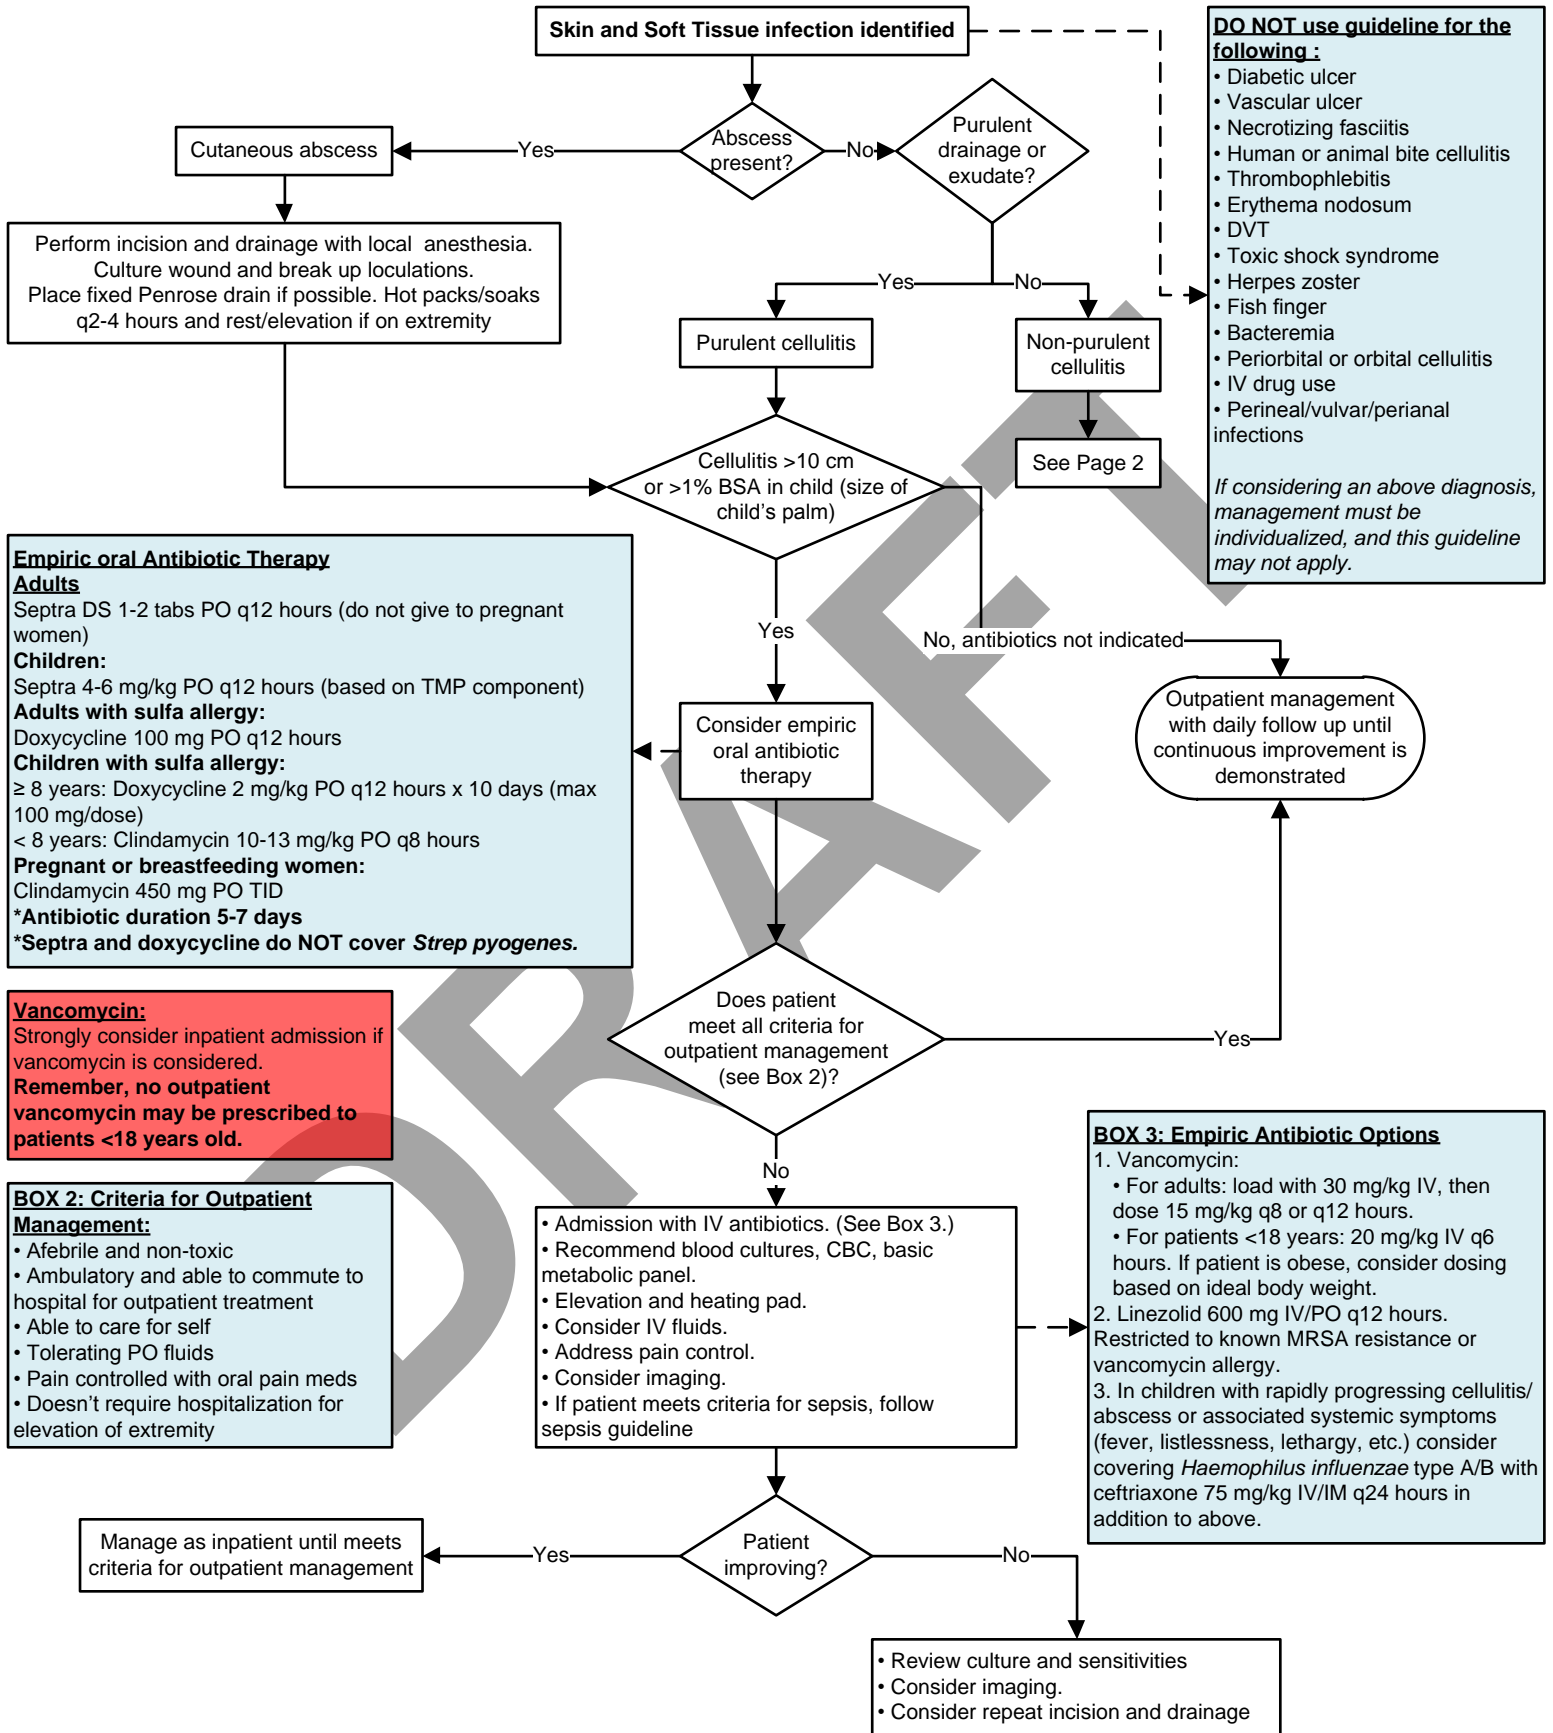 Skin and Soft Tissue infection identified
DO NOT use guideline for the
following :
• Diabetic ulcer
• Vascular ulcer
• Necrotizing fasciitis
• Human or animal bite cellulitis
• Thrombophlebitis
• Erythema nodosum
• DVT
• Toxic shock syndrome
• Herpes zoster
• Fish finger
• Bacteremia
• Periorbital or orbital cellulitis
• IV drug use
• Perineal/vulvar/perianal
infections
If considering an above diagnosis,
management must be
individualized, and this guideline
may not apply.
Abscess
present?
Yes
No
Cutaneous abscess
Purulent
drainage or
exudate?
Perform incision and drainage with local anesthesia.
Culture wound and break up loculations.
Place fixed Penrose drain if possible. Hot packs/soaks
q2-4 hours and rest/elevation if on extremity
Yes
No
Purulent cellulitis
Non-purulent
cellulitis
See Page 2
Cellulitis >10 cm
or >1% BSA in child (size of
child's palm)
Yes
No, antibiotics not indicated
Empiric oral Antibiotic Therapy
Adults
Septra DS 1-2 tabs PO q12 hours (do not give to pregnant
women)
Children:
Septra 4-6 mg/kg PO q12 hours (based on TMP component)
Adults with sulfa allergy:
Doxycycline 100 mg PO q12 hours
Children with sulfa allergy:
≥ 8 years: Doxycycline 2 mg/kg PO q12 hours x 10 days (max
100 mg/dose)
< 8 years: Clindamycin 10-13 mg/kg PO q8 hours
Pregnant or breastfeeding women:
Clindamycin 450 mg PO TID
*Antibiotic duration 5-7 days
*Septra and doxycycline do NOT cover Strep pyogenes.
Consider empiric
oral antibiotic
therapy
Outpatient management
with daily follow up until
continuous improvement is
demonstrated
Vancomycin:
Strongly consider inpatient admission if
vancomycin is considered.
Remember, no outpatient
vancomycin may be prescribed to
patients <18 years old.
Does patient
meet all criteria for
outpatient management
(see Box 2)?
Yes
No
BOX 2: Criteria for Outpatient
Management:
• Afebrile and non-toxic
• Ambulatory and able to commute to
hospital for outpatient treatment
• Able to care for self
• Tolerating PO fluids
• Pain controlled with oral pain meds
• Doesn't require hospitalization for
elevation of extremity
• Admission with IV antibiotics. (See Box 3.)
• Recommend blood cultures, CBC, basic
metabolic panel.
• Elevation and heating pad.
• Consider IV fluids.
• Address pain control.
• Consider imaging.
• If patient meets criteria for sepsis, follow
sepsis guideline
BOX 3: Empiric Antibiotic Options
1. Vancomycin:
• For adults: load with 30 mg/kg IV, then
dose 15 mg/kg q8 or q12 hours.
• For patients <18 years: 20 mg/kg IV q6
hours. If patient is obese, consider dosing
based on ideal body weight.
2. Linezolid 600 mg IV/PO q12 hours.
Restricted to known MRSA resistance or
vancomycin allergy.
3. In children with rapidly progressing cellulitis/
abscess or associated systemic symptoms
(fever, listlessness, lethargy, etc.) consider
covering Haemophilus influenzae type A/B with
ceftriaxone 75 mg/kg IV/IM q24 hours in
addition to above.
Patient
improving?
Yes
No
Manage as inpatient until meets
criteria for outpatient management
• Review culture and sensitivities
• Consider imaging.
• Consider repeat incision and drainage
DRAFT